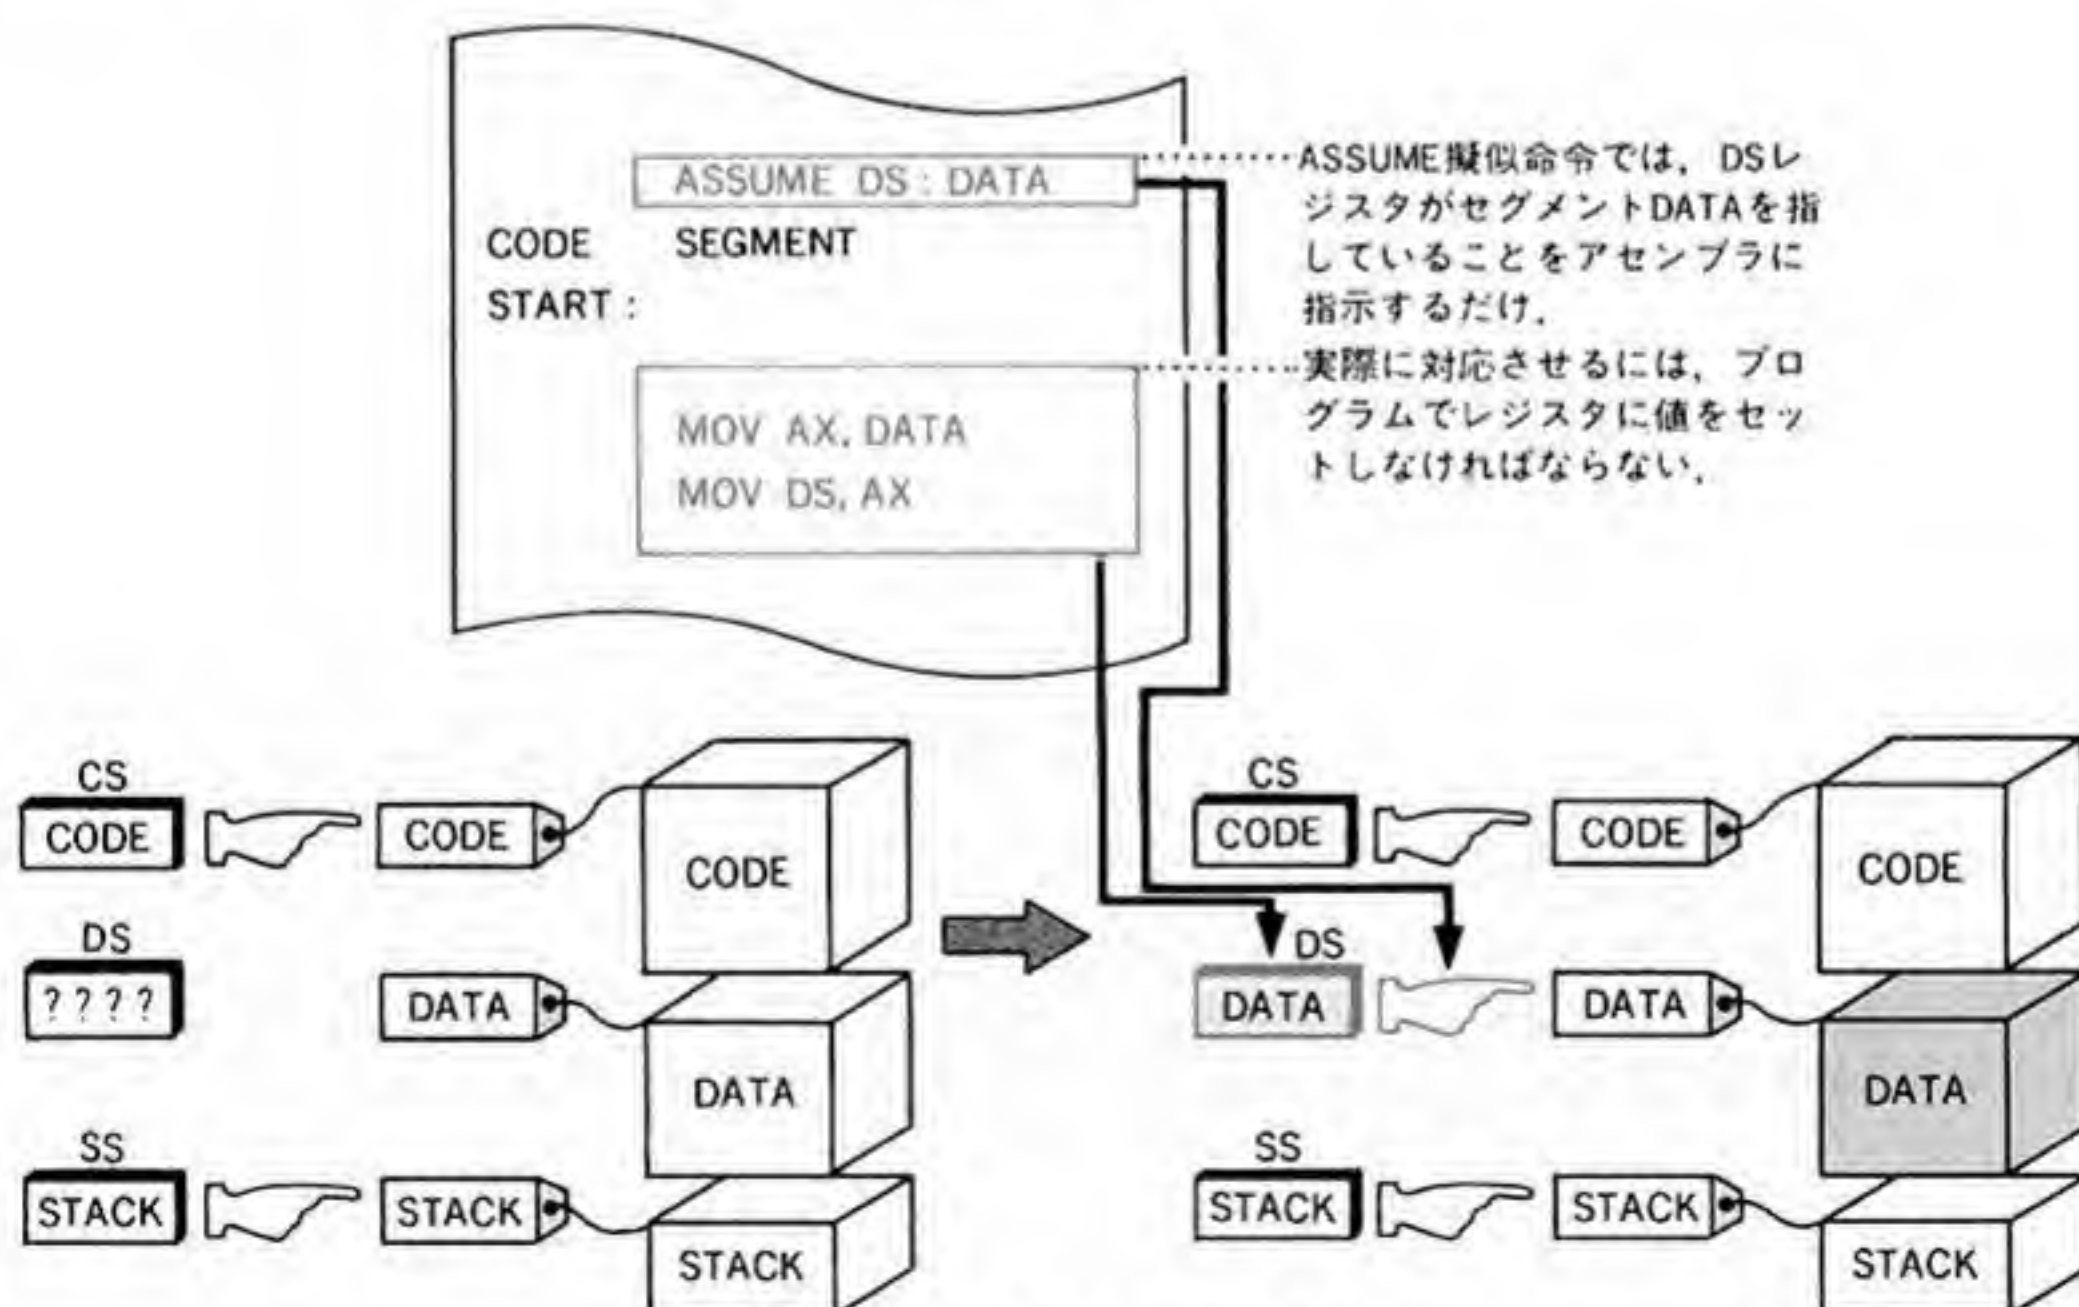 ASSUME DS : DATA
CODE SEGMENT
START :
MOV AX, DATA
MOV DS, AX
ASSUME擬似命令では，DSレ
ジスタがセグメントDATAを指
していることをアセンブラに
指示するだけ．
実際に対応させるには，プロ
グラムでレジスタに値をセッ
トしなければならない．
CS
CODE
CODE
CODE
DS
? ? ? ?
DATA
DATA
SS
STACK
STACK
STACK
CS
CODE
CODE
CODE
DS
DATA
DATA
DATA
SS
STACK
STACK
STACK